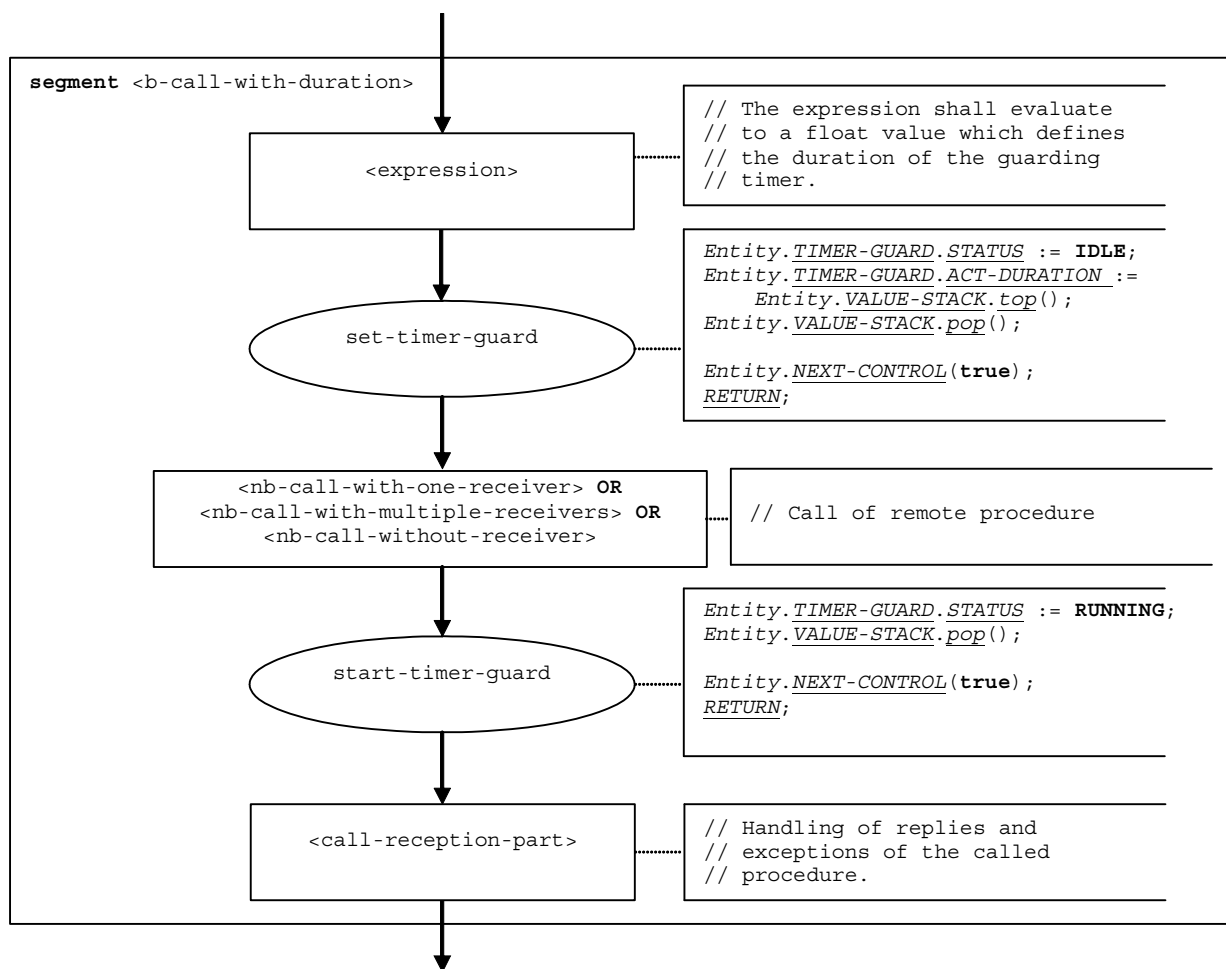 segment <b-call-with-duration>
<expression>
// The expression shall evaluate
// to a float value which defines
// the duration of the guarding
// timer.
set-timer-guard
Entity.TIMER-GUARD.STATUS := IDLE;
Entity.TIMER-GUARD.ACT-DURATION :=
Entity.VALUE-STACK.top();
Entity.VALUE-STACK.pop();
Entity.NEXT-CONTROL(true);
RETURN;
<nb-call-with-one-receiver> OR
<nb-call-with-multiple-receivers> OR
<nb-call-without-receiver>
// Call of remote procedure
start-timer-guard
Entity.TIMER-GUARD.STATUS := RUNNING;
Entity.VALUE-STACK.pop();
Entity.NEXT-CONTROL(true);
RETURN;
<call-reception-part>
// Handling of replies and
// exceptions of the called
// procedure.